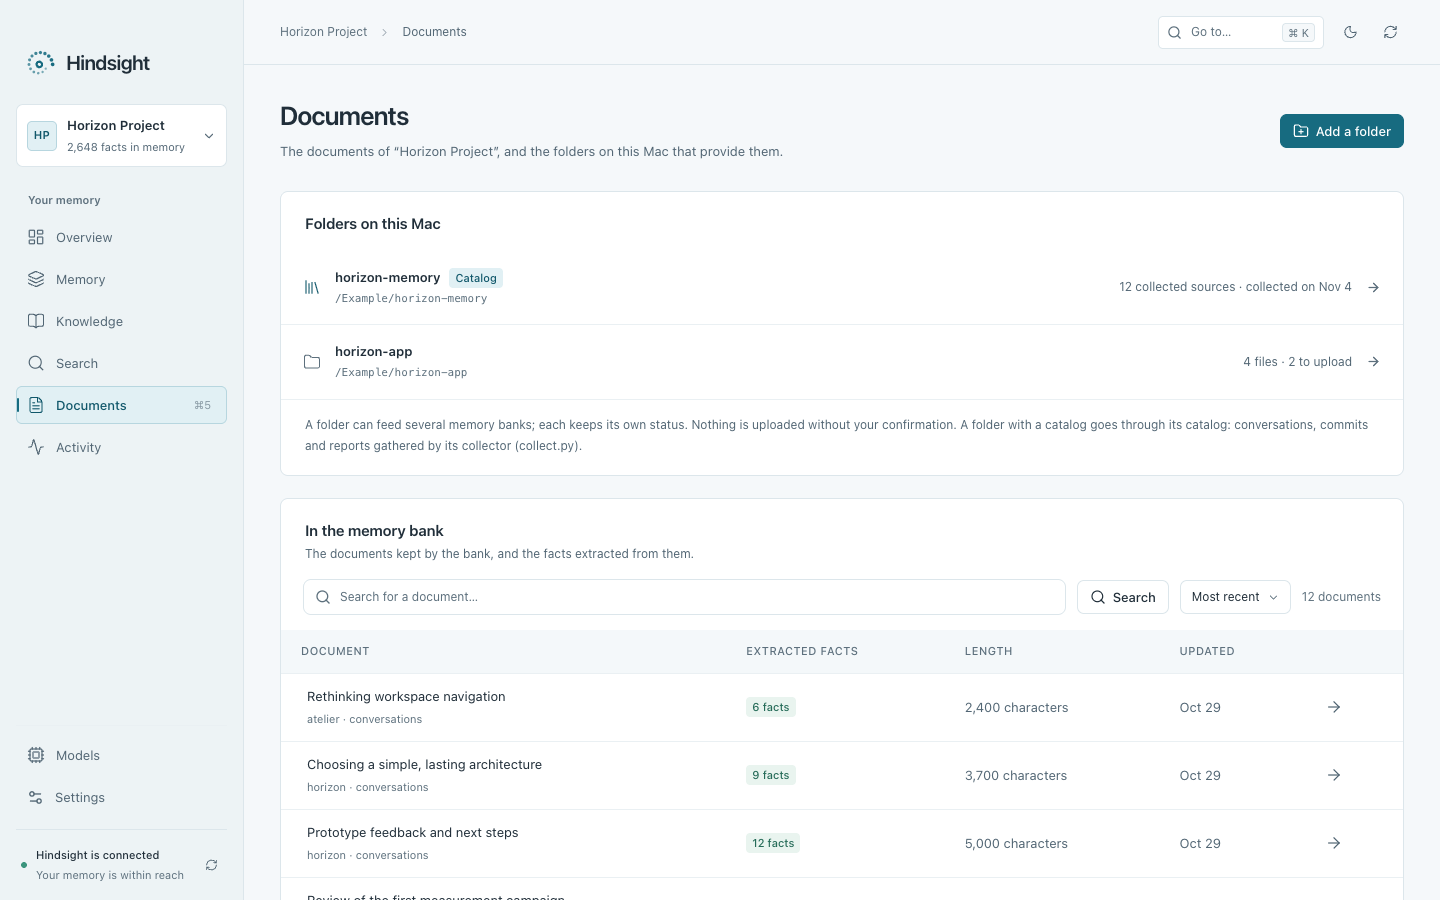 Hindsight
HP
Horizon Project
2,648 facts in memory
Your memory
Overview
Memory
Knowledge
Search
Documents ⌘5
Activity
Models
Settings
Hindsight is connected
Your memory is within reach
Horizon Project > Documents
Go to... ⌘ K
Documents
The documents of “Horizon Project”, and the folders on this Mac that provide them.
Add a folder
Folders on this Mac
horizon-memory Catalog
/Example/horizon-memory
12 collected sources · collected on Nov 4
horizon-app
/Example/horizon-app
4 files · 2 to upload
A folder can feed several memory banks; each keeps its own status. Nothing is uploaded without your confirmation. A folder with a catalog goes through its catalog: conversations, commits
and reports gathered by its collector (collect.py).
In the memory bank
The documents kept by the bank, and the facts extracted from them.
Search for a document... Search Most recent 12 documents
DOCUMENT EXTRACTED FACTS LENGTH UPDATED
Rethinking workspace navigation
atelier · conversations
6 facts 2,400 characters Oct 29
Choosing a simple, lasting architecture
horizon · conversations
9 facts 3,700 characters Oct 29
Prototype feedback and next steps
horizon · conversations
12 facts 5,000 characters Oct 29
Review of the first measurement campaign